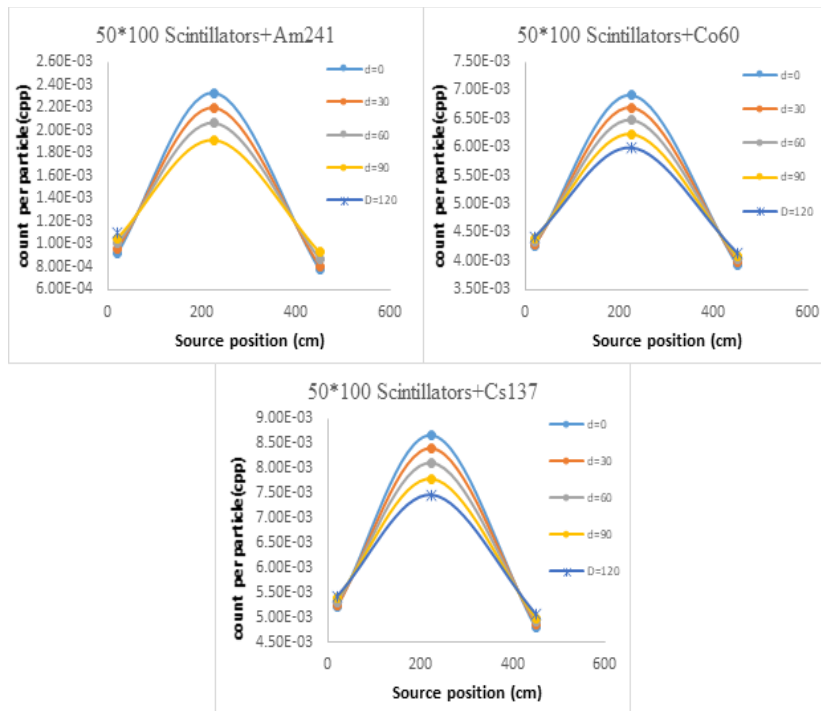 50*100 Scintillators+Am241
count per particle(cpp)
2.60E-03
2.40E-03
2.20E-03
2.00E-03
1.80E-03
1.60E-03
1.40E-03
1.20E-03
1.00E-03
8.00E-04
6.00E-04
0
200
400
600
Source position (cm)
d=0
d=30
d=60
d=90
D=120
50*100 Scintillators+Co60
count per particle(cpp)
7.50E-03
7.00E-03
6.50E-03
6.00E-03
5.50E-03
5.00E-03
4.50E-03
4.00E-03
3.50E-03
0
200
400
600
Source position (cm)
d=0
d=30
d=60
d=90
D=120
50*100 Scintillators+Cs137
count per particle(cpp)
9.00E-03
8.50E-03
8.00E-03
7.50E-03
7.00E-03
6.50E-03
6.00E-03
5.50E-03
5.00E-03
4.50E-03
0
200
400
600
Source position (cm)
d=0
d=30
d=60
d=90
D=120